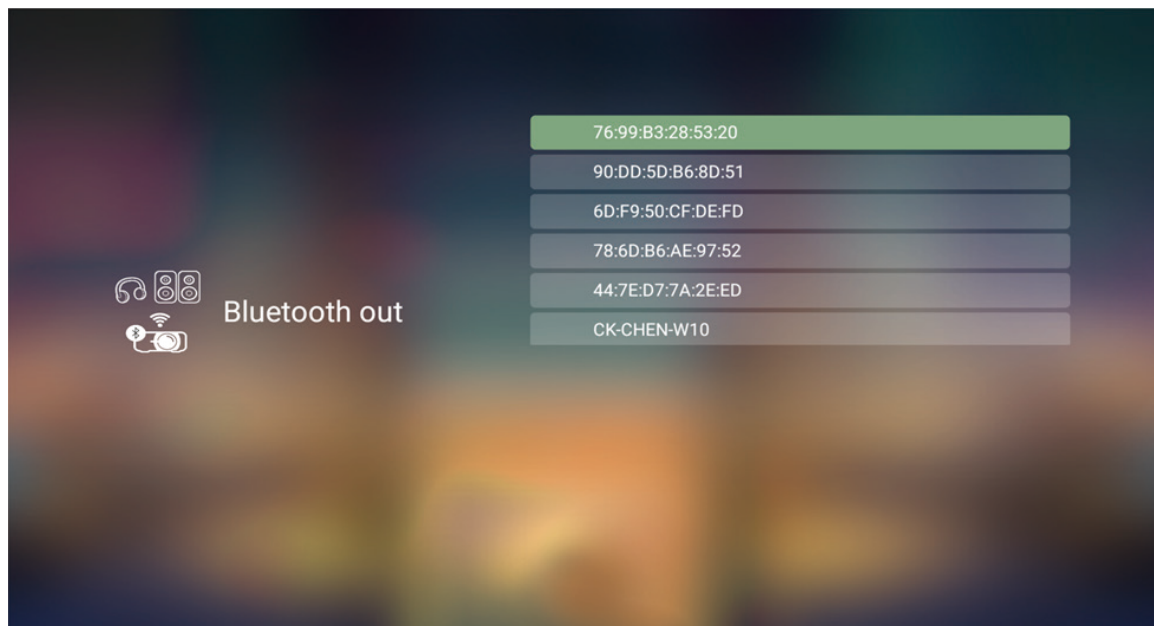 76:99:B3:28:53:20
90:DD:5D:B6:8D:51
6D:F9:50:CF:DE:FD
78:6D:B6:AE:97:52
44:7E:D7:7A:2E:ED
Bluetooth out
CK-CHEN-W10